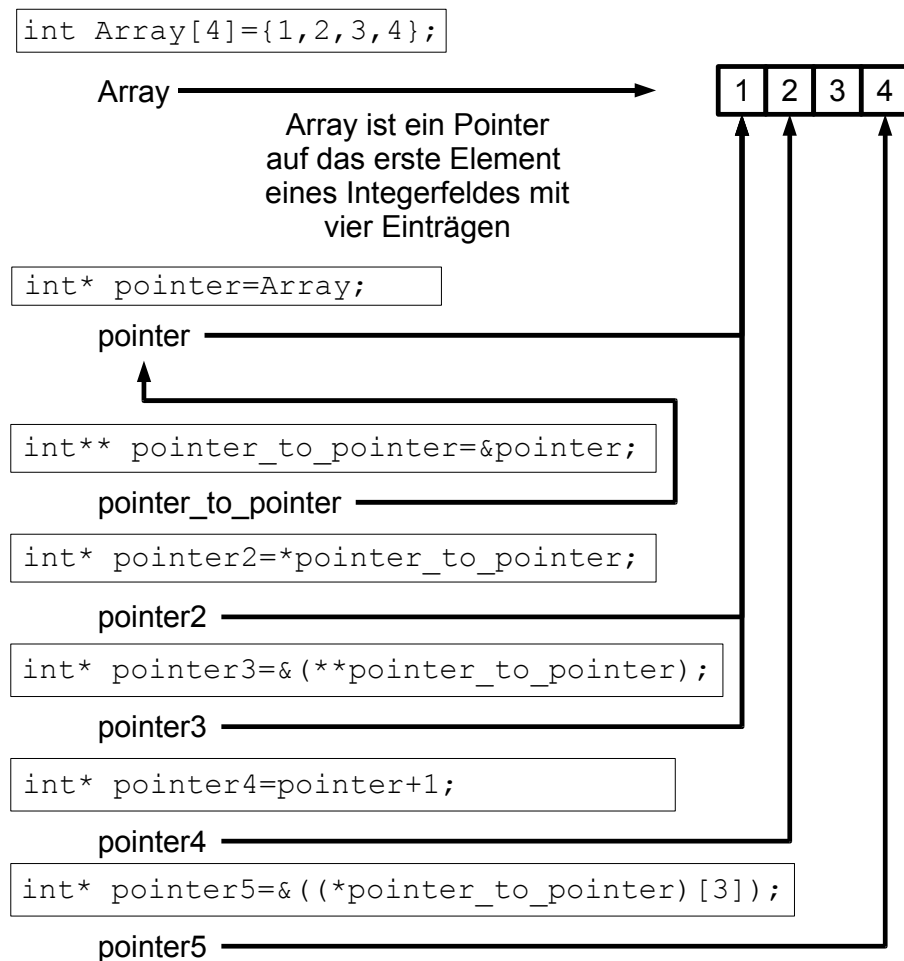 int Array[4]={1,2,3,4};
Array
1 2 3 4
Array ist ein Pointer
auf das erste Element
eines Integerfeldes mit
vier Einträgen
int* pointer=Array;
pointer
int** pointer_to_pointer=&pointer;
pointer_to_pointer
int* pointer2=*pointer_to_pointer;
pointer2
int* pointer3=&(**pointer_to_pointer);
pointer3
int* pointer4=pointer+1;
pointer4
int* pointer5=&((*pointer_to_pointer)[3]);
pointer5